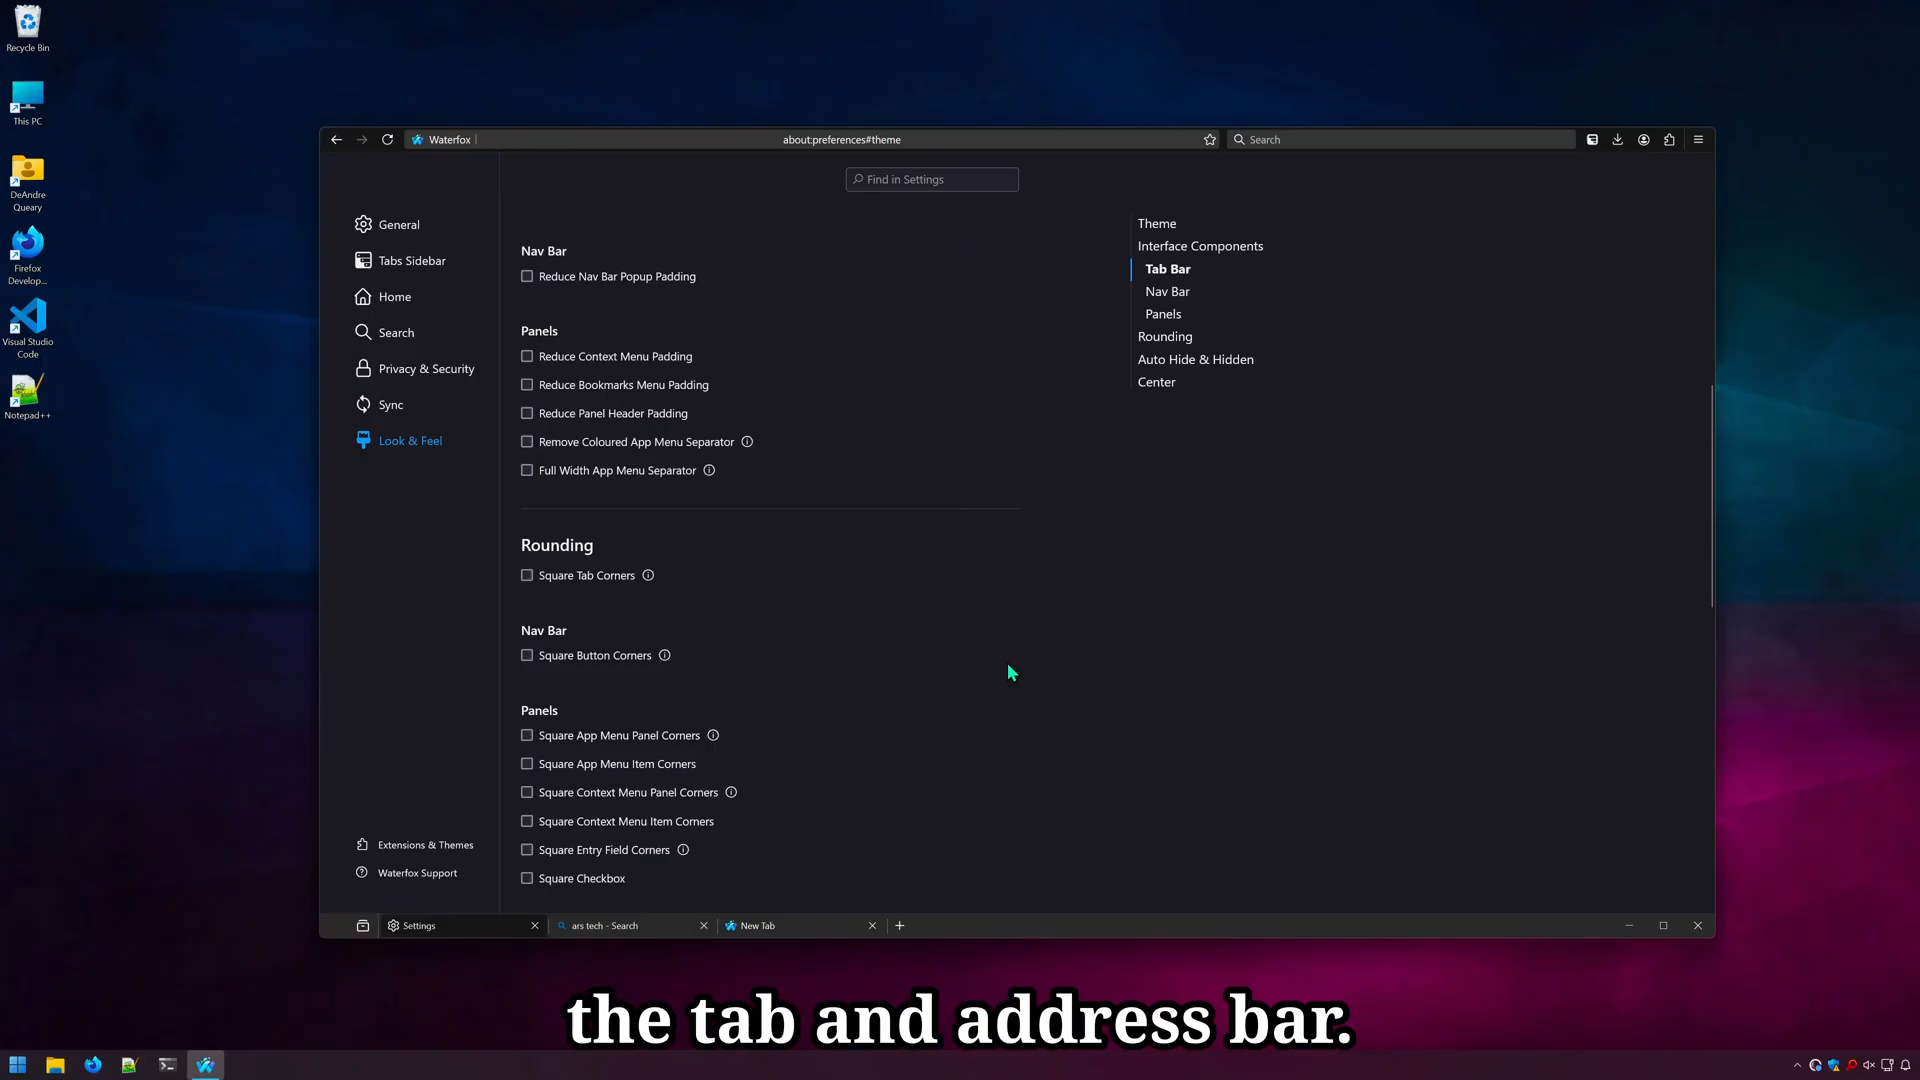 Recycle Bin
This PC
DeAndre
Queary
Firefox
Develop...
Visual Studio
Code
Notepad++
Waterfox
about:preferences#theme
Search
Find in Settings
General
Tabs Sidebar
Home
Search
Privacy & Security
Sync
Look & Feel
Extensions & Themes
Waterfox Support
Nav Bar
Reduce Nav Bar Popup Padding
Panels
Reduce Context Menu Padding
Reduce Bookmarks Menu Padding
Reduce Panel Header Padding
Remove Coloured App Menu Separator
Full Width App Menu Separator
Rounding
Square Tab Corners
Nav Bar
Square Button Corners
Panels
Square App Menu Panel Corners
Square App Menu Item Corners
Square Context Menu Panel Corners
Square Context Menu Item Corners
Square Entry Field Corners
Square Checkbox
Theme
Interface Components
Tab Bar
Nav Bar
Panels
Rounding
Auto Hide & Hidden
Center
Settings
ars tech - Search
New Tab
the tab and address bar.